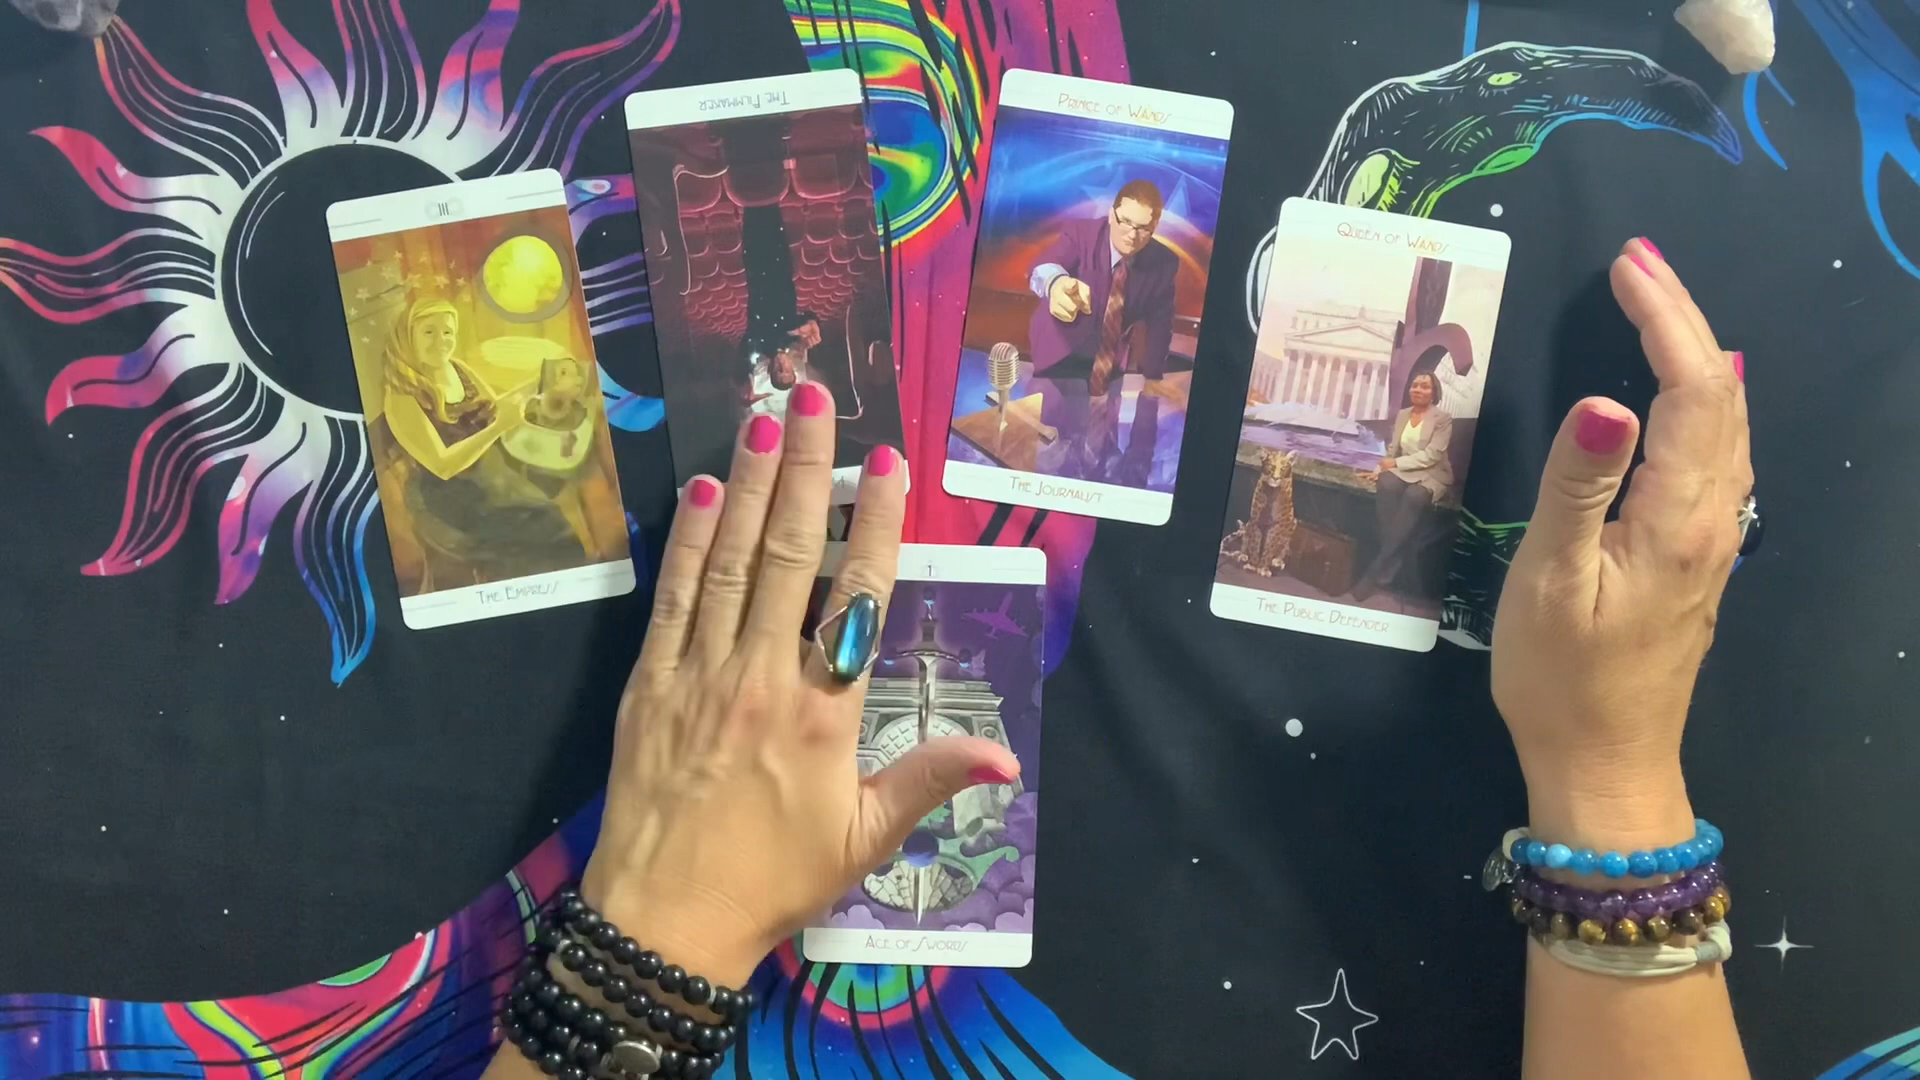 III
THE EMPRESS
THE FILMMAKER
PRINCE OF WANDS
THE JOURNALIST
QUEEN OF WANDS
THE PUBLIC DEFENDER
1
ACE OF SWORDS